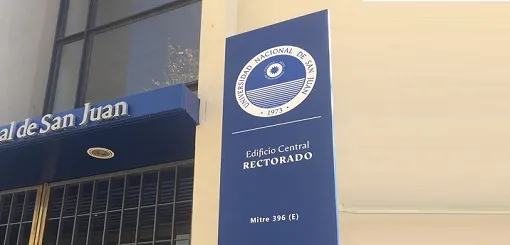 al de San Juan
UNIVERSIDAD NACIONAL DE SAN JUAN
1973
Edificio Central
RECTORADO
Mitre 396 (E)